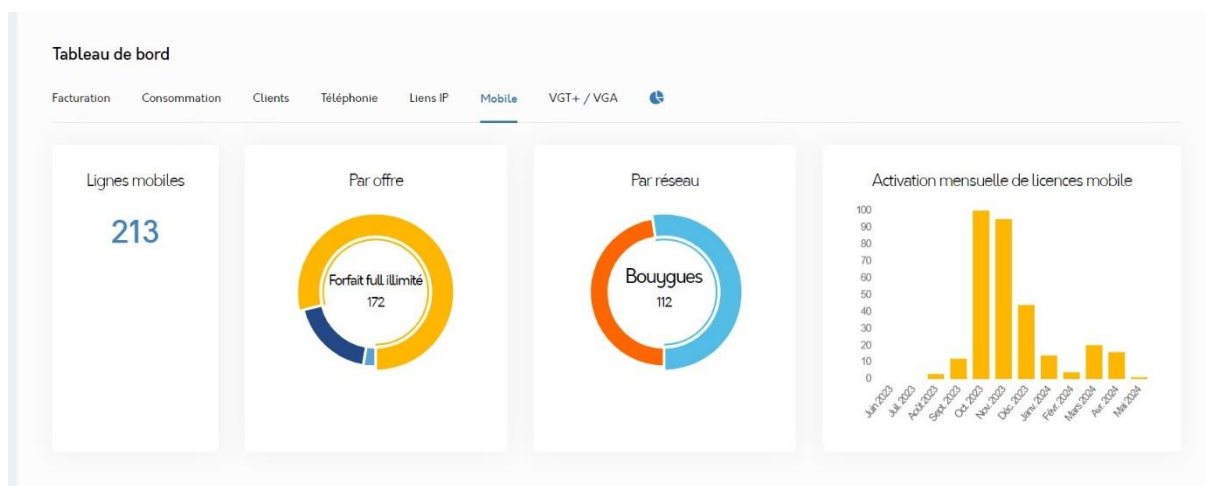 Tableau de bord
Facturation Consommation Clients Téléphonie Liens IP Mobile VGT+ / VGA
Lignes mobiles
213
Par offre
Forfait full illimité
172
Par réseau
Bouygues
112
Activation mensuelle de licences mobile
100
90
80
70
60
50
40
30
20
10
0
Juin 2023
Juil. 2023
Août 2023
Sept. 2023
Oct. 2023
Nov. 2023
Déc. 2023
Janv. 2024
Févr. 2024
Mars 2024
Avr. 2024
Mai 2024